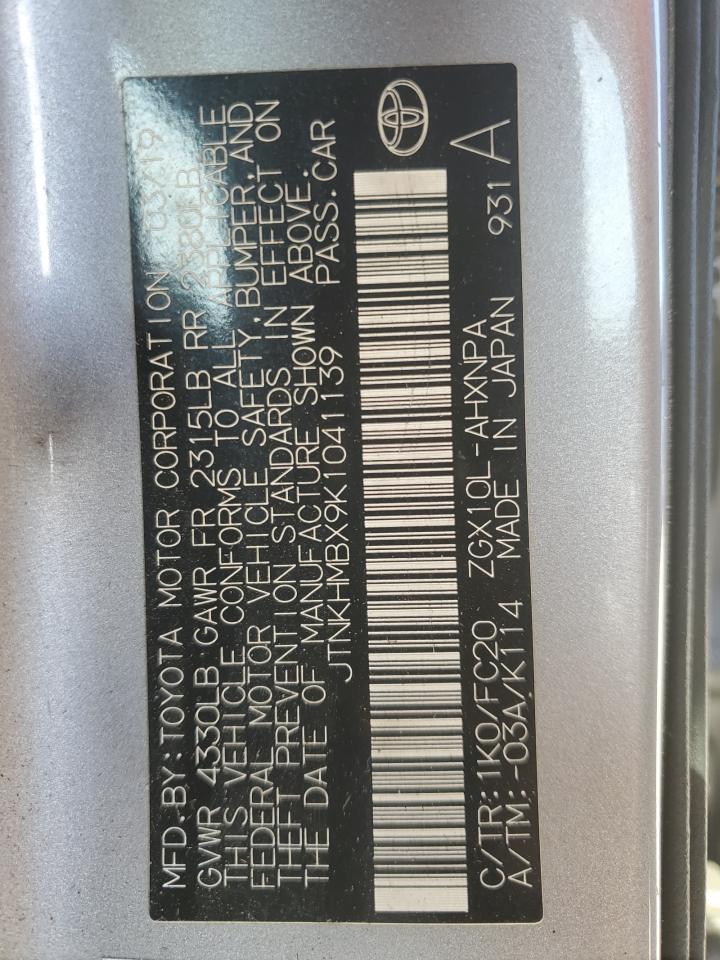 MFD.BY: TOYOTA MOTOR CORPORATION 03/19
GVWR 4330LB GAWR FR 2315LB RR 2380LB
THIS VEHICLE CONFORMS TO ALL APPLICABLE
FEDERAL MOTOR VEHICLE SAFETY, BUMPER, AND
THEFT PREVENTION STANDARDS IN EFFECT ON
THE DATE OF MANUFACTURE SHOWN ABOVE.
JTNKHMBX9K1041139 PASS. CAR
C/TR: 1K0/FC20 ZGX10L-AHXNPA
A/TM: -03A/K114 MADE IN JAPAN 931 A